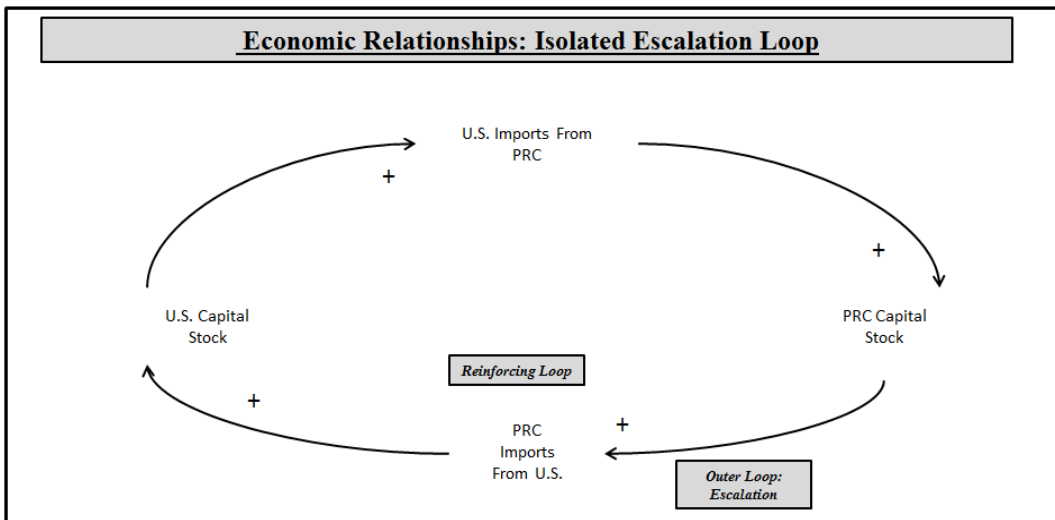 Economic Relationships: Isolated Escalation Loop
U.S. Imports From
PRC
+
+
U.S. Capital
Stock
PRC Capital
Stock
Reinforcing Loop
+
+
PRC
Imports
From U.S.
Outer Loop:
Escalation